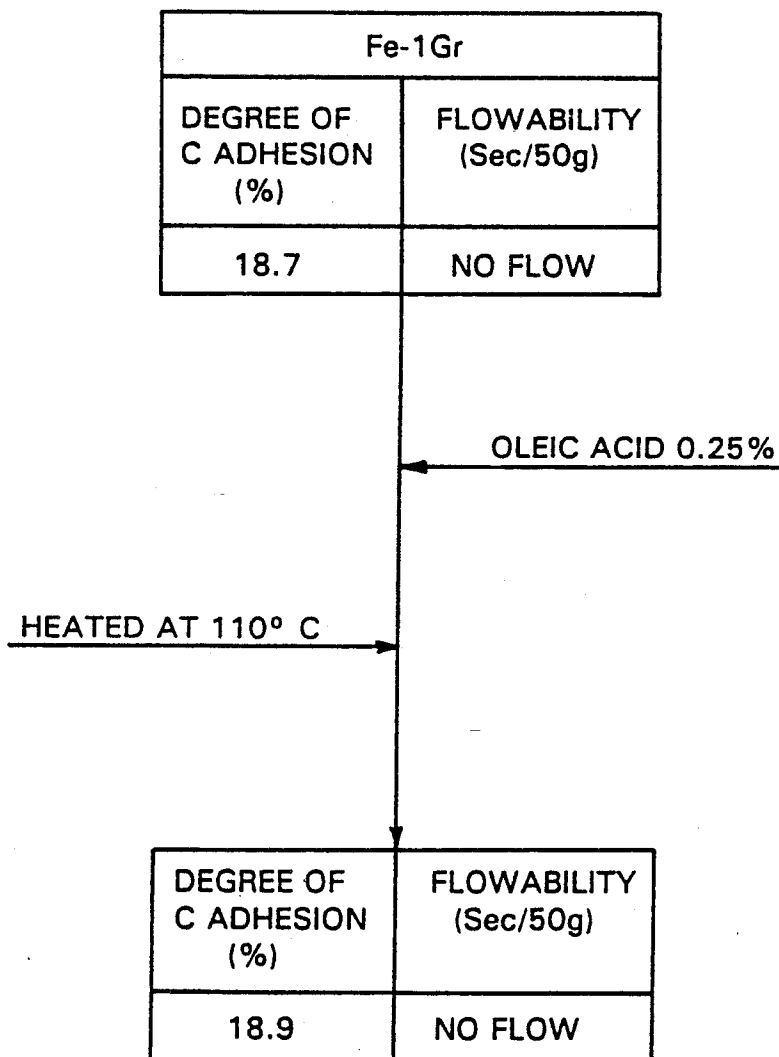 Fe-1Gr
DEGREE OF
C ADHESION
(%)
FLOWABILITY
(Sec/50g)
18.7
NO FLOW
OLEIC ACID 0.25%
HEATED AT 110º C
DEGREE OF
C ADHESION
(%)
FLOWABILITY
(Sec/50g)
18.9
NO FLOW